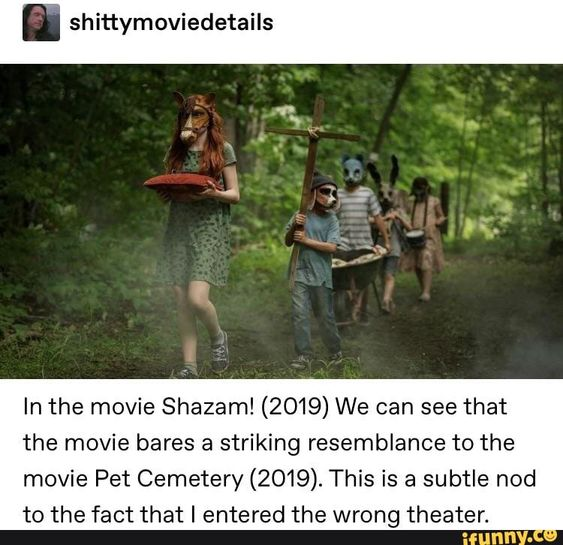 shittymoviedetails
In the movie Shazam! (2019) We can see that
the movie bares a striking resemblance to the
movie Pet Cemetery (2019). This is a subtle nod
to the fact that I entered the wrong theater.
ifunny.co